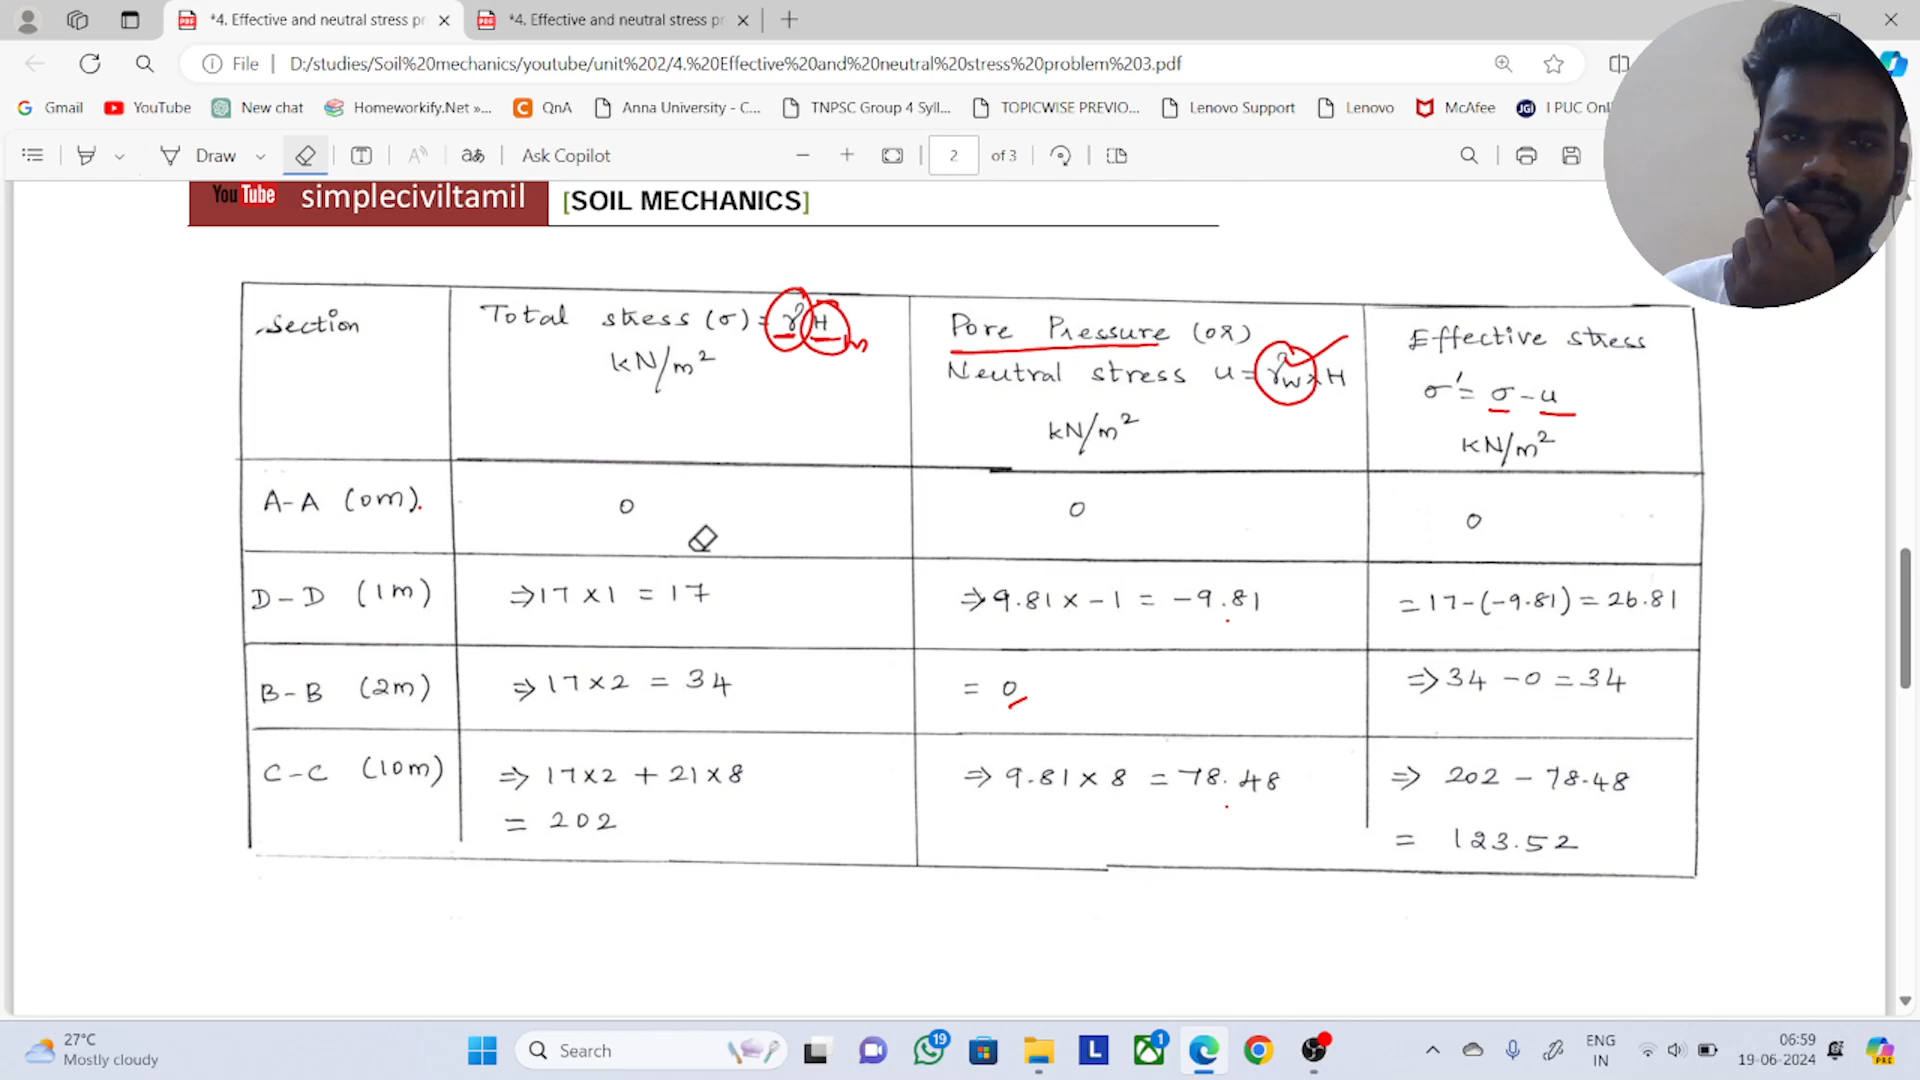 *4. Effective and neutral stress pr
*4. Effective and neutral stress pr
File
D:/studies/Soil%20mechanics/youtube/unit%202/4.%20Effective%20and%20neutral%20stress%20problem%203.pdf
Gmail
YouTube
New chat
Homeworkify.Net »...
QnA
Anna University - C...
TNPSC Group 4 Syll...
TOPICWISE PREVIO...
Lenovo Support
Lenovo
McAfee
I PUC Onl
Draw
Ask Copilot
2 of 3
YouTube simpleciviltamil [SOIL MECHANICS]
Section
Total stress (σ) = γ H m
kN/m²
Pore Pressure (or)
Neutral stress u = γw × H
kN/m²
Effective stress
σ' = σ - u
kN/m²
A-A (0m).
0
0
0
D-D (1m)
⇒ 17 × 1 = 17
⇒ 9.81 × -1 = -9.81
= 17-(-9.81) = 26.81
B-B (2m)
⇒ 17 × 2 = 34
= 0
⇒ 34 - 0 = 34
C-C (10m)
⇒ 17×2 + 21×8
= 202
⇒ 9.81 × 8 = 78.48
⇒ 202 - 78.48
= 123.52
27°C
Mostly cloudy
Search
19
1
ENG
IN
06:59
19-06-2024